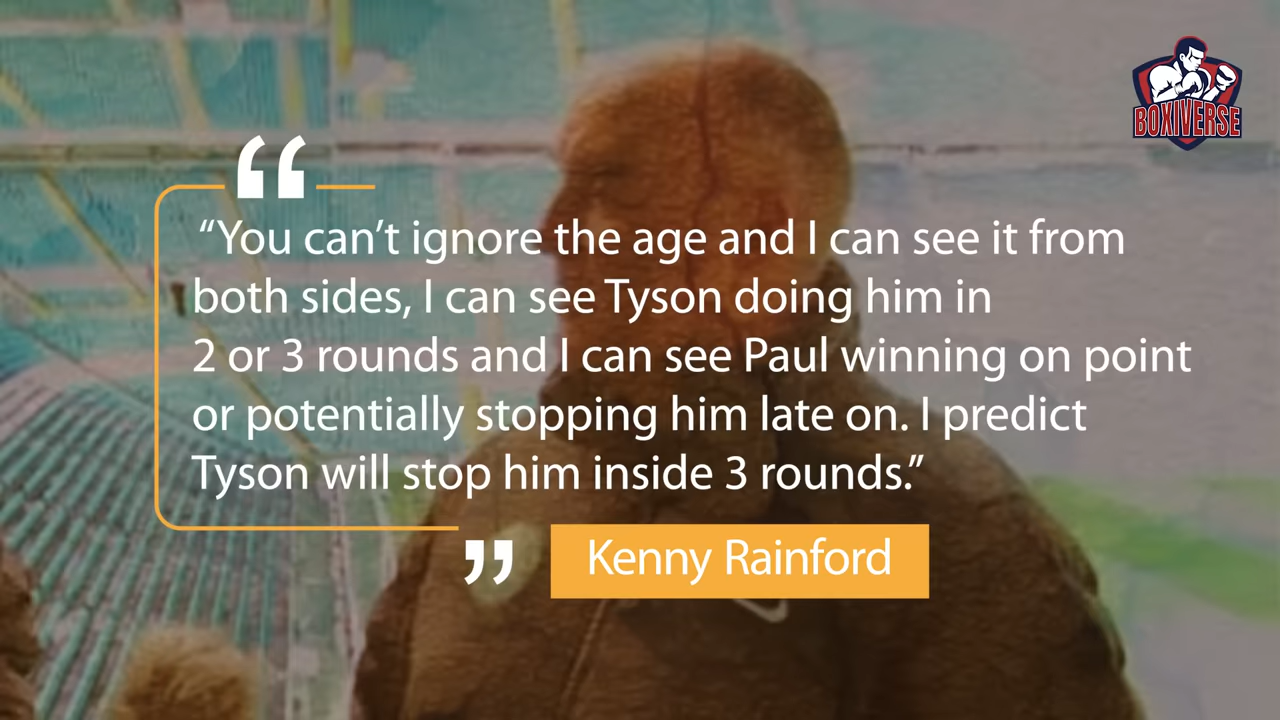 BOXIVERSE
“
“You can’t ignore the age and I can see it from
both sides, I can see Tyson doing him in
2 or 3 rounds and I can see Paul winning on point
or potentially stopping him late on. I predict
Tyson will stop him inside 3 rounds.”
”
Kenny Rainford